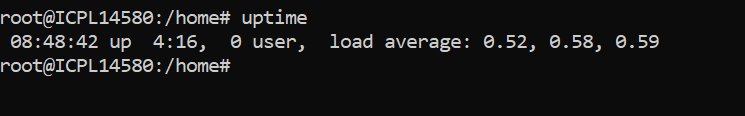 root@ICPL14580:/home# uptime
 08:48:42 up  4:16,  0 user,  load average: 0.52, 0.58, 0.59
root@ICPL14580:/home#